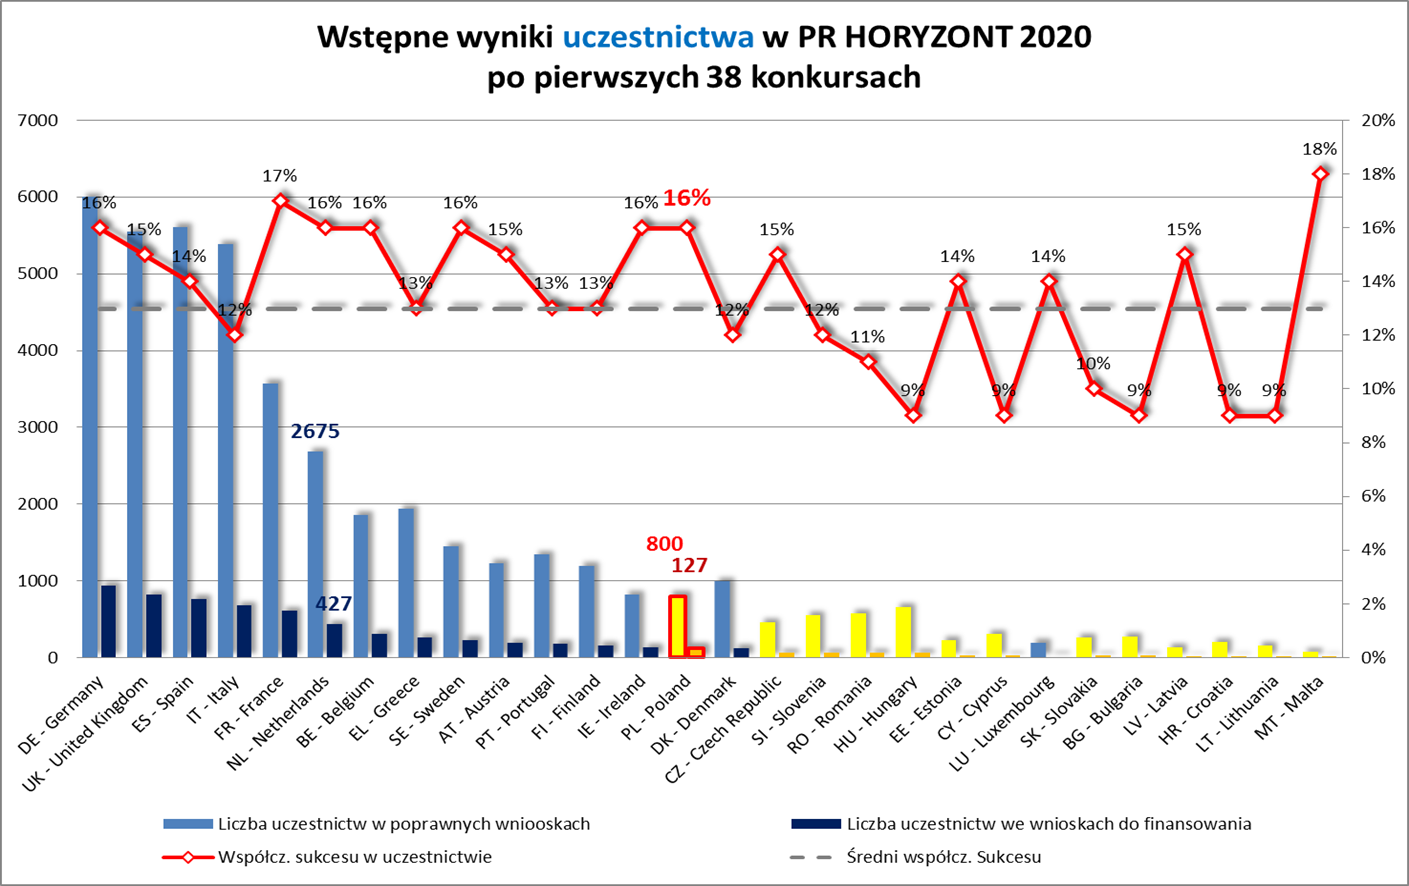 Wstępne wyniki uczestnictwa w PR HORYZONT 2020
po pierwszych 38 konkursach
7000
6000
5000
4000
3000
2000
1000
0
20%
18%
16%
14%
12%
10%
8%
6%
4%
2%
0%
16%
15%
14%
12%
17%
16%
16%
13%
16%
15%
13%
13%
16%
16%
12%
15%
12%
11%
9%
14%
9%
14%
10%
9%
15%
9%
9%
18%
2675
427
800
127
DE - Germany
UK - United Kingdom
ES - Spain
IT - Italy
FR - France
NL - Netherlands
BE - Belgium
EL - Greece
SE - Sweden
AT - Austria
PT - Portugal
FI - Finland
IE - Ireland
PL - Poland
DK - Denmark
CZ - Czech Republic
SI - Slovenia
RO - Romania
HU - Hungary
EE - Estonia
CY - Cyprus
LU - Luxembourg
SK - Slovakia
BG - Bulgaria
LV - Latvia
HR - Croatia
LT - Lithuania
MT - Malta
Liczba uczestnictw w poprawnych wniooskach
Liczba uczestnictw we wnioskach do finansowania
Współcz. sukcesu w uczestnictwie
Średni współcz. Sukcesu